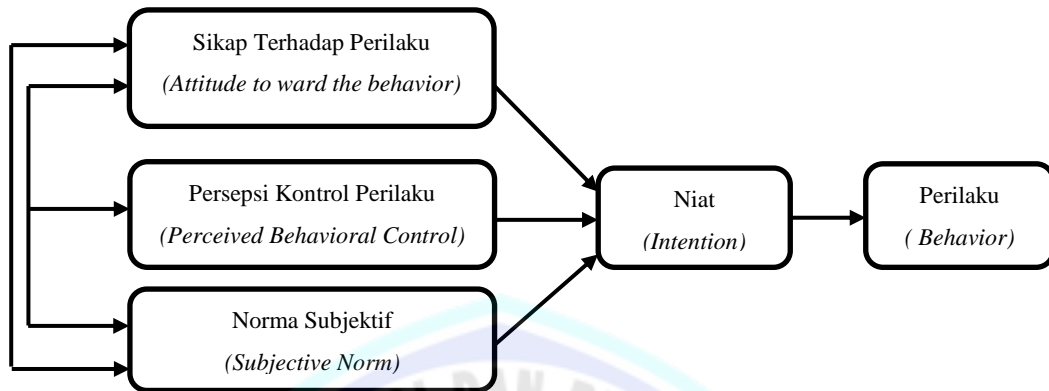 Sikap Terhadap Perilaku
(Attitude to ward the behavior)
Persepsi Kontrol Perilaku
(Perceived Behavioral Control)
Norma Subjektif
(Subjective Norm)
Niat
(Intention)
Perilaku
( Behavior)